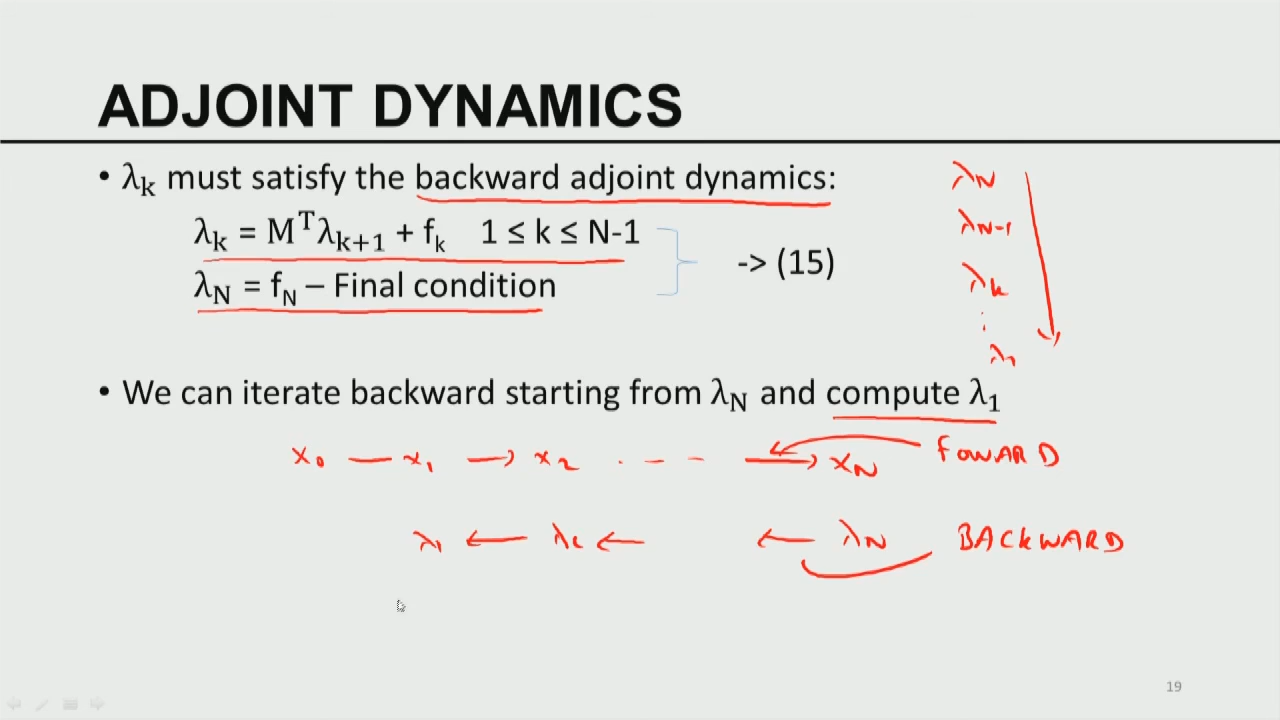 ADJOINT DYNAMICS
• λk must satisfy the backward adjoint dynamics:
λk = M^T λk+1 + fk 1 ≤ k ≤ N-1
λN = fN – Final condition
-> (15)
λN
λN-1
λk
⋮
λ1
• We can iterate backward starting from λN and compute λ1
x0 — x1 → x2 . - - → xN FOWARD
λ1 ← λ2 ← ← λN BACKWARD
19